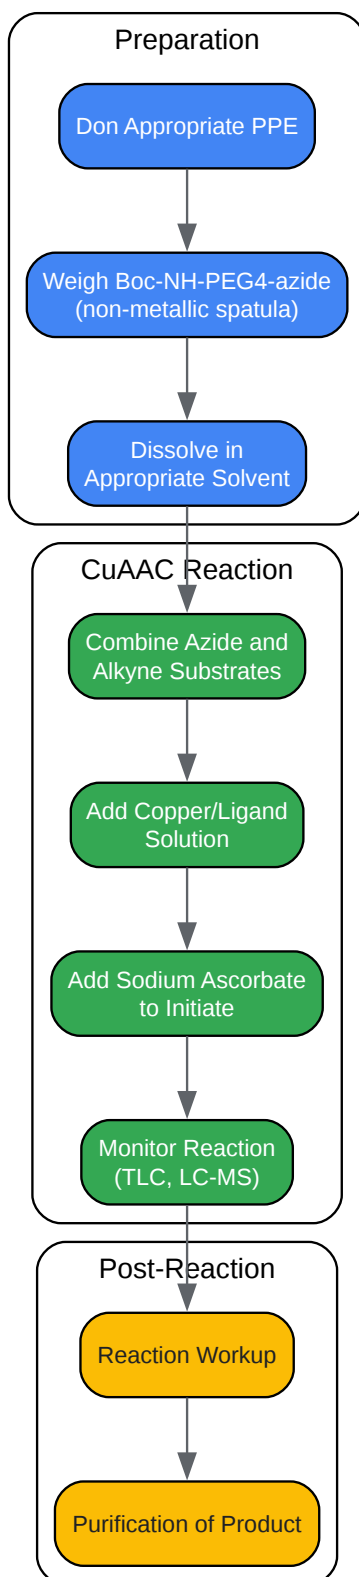 Preparation
Don Appropriate PPE
Weigh Boc-NH-PEG4-azide
(non-metallic spatula)
Dissolve in
Appropriate Solvent
CuAAC Reaction
Combine Azide and
Alkyne Substrates
Add Copper/Ligand
Solution
Add Sodium Ascorbate
to Initiate
Monitor Reaction
(TLC, LC-MS)
Post-Reaction
Reaction Workup
Purification of Product